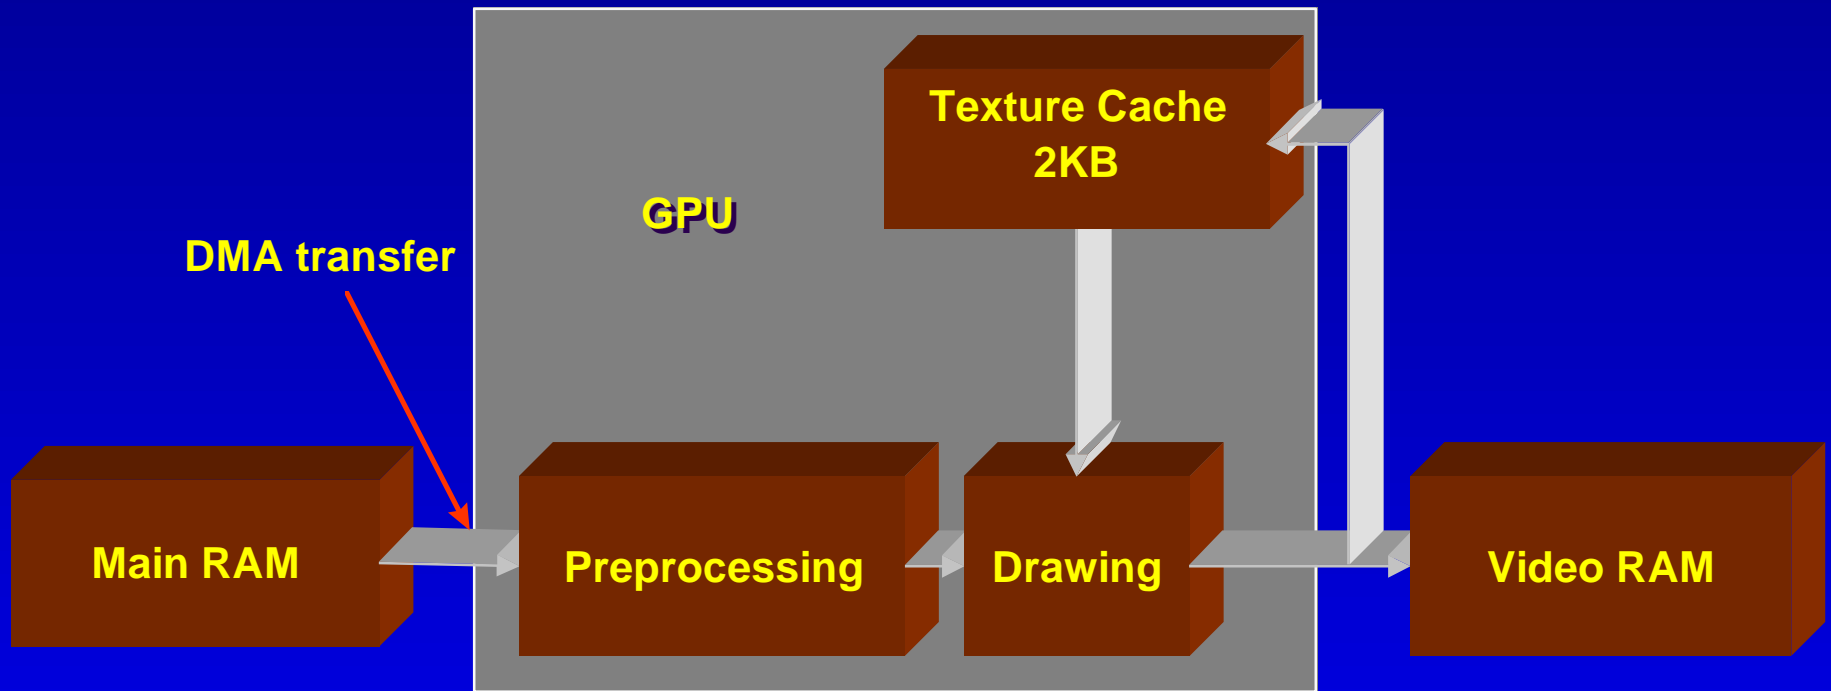 Texture Cache
2KB
GPU
DMA transfer
Main RAM
Preprocessing
Drawing
Video RAM